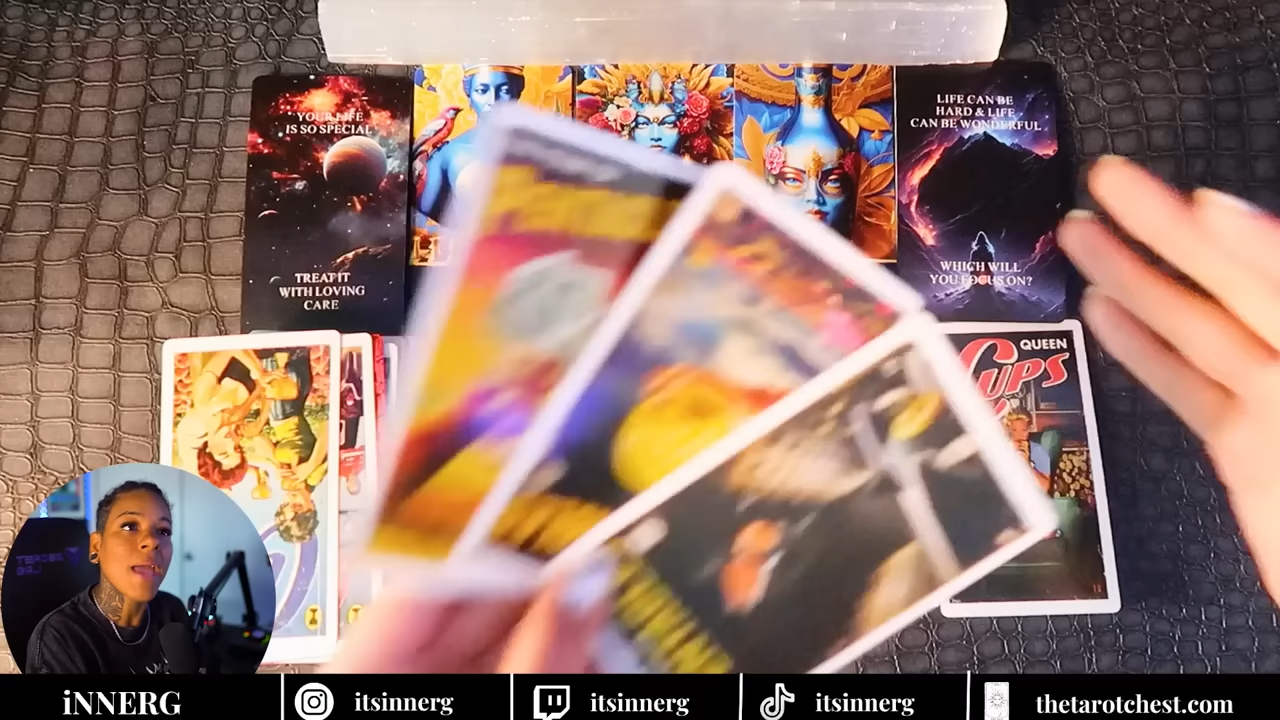 YOUR LIFE
IS SO SPECIAL
TREAT IT
WITH LOVING
CARE
LIFE CAN BE
HARD & LIFE
CAN BE WONDERFUL
WHICH WILL
YOU FOCUS ON?
QUEEN
CUPS
iNNERG
itsinnerg
itsinnerg
itsinnerg
thetarotchest.com